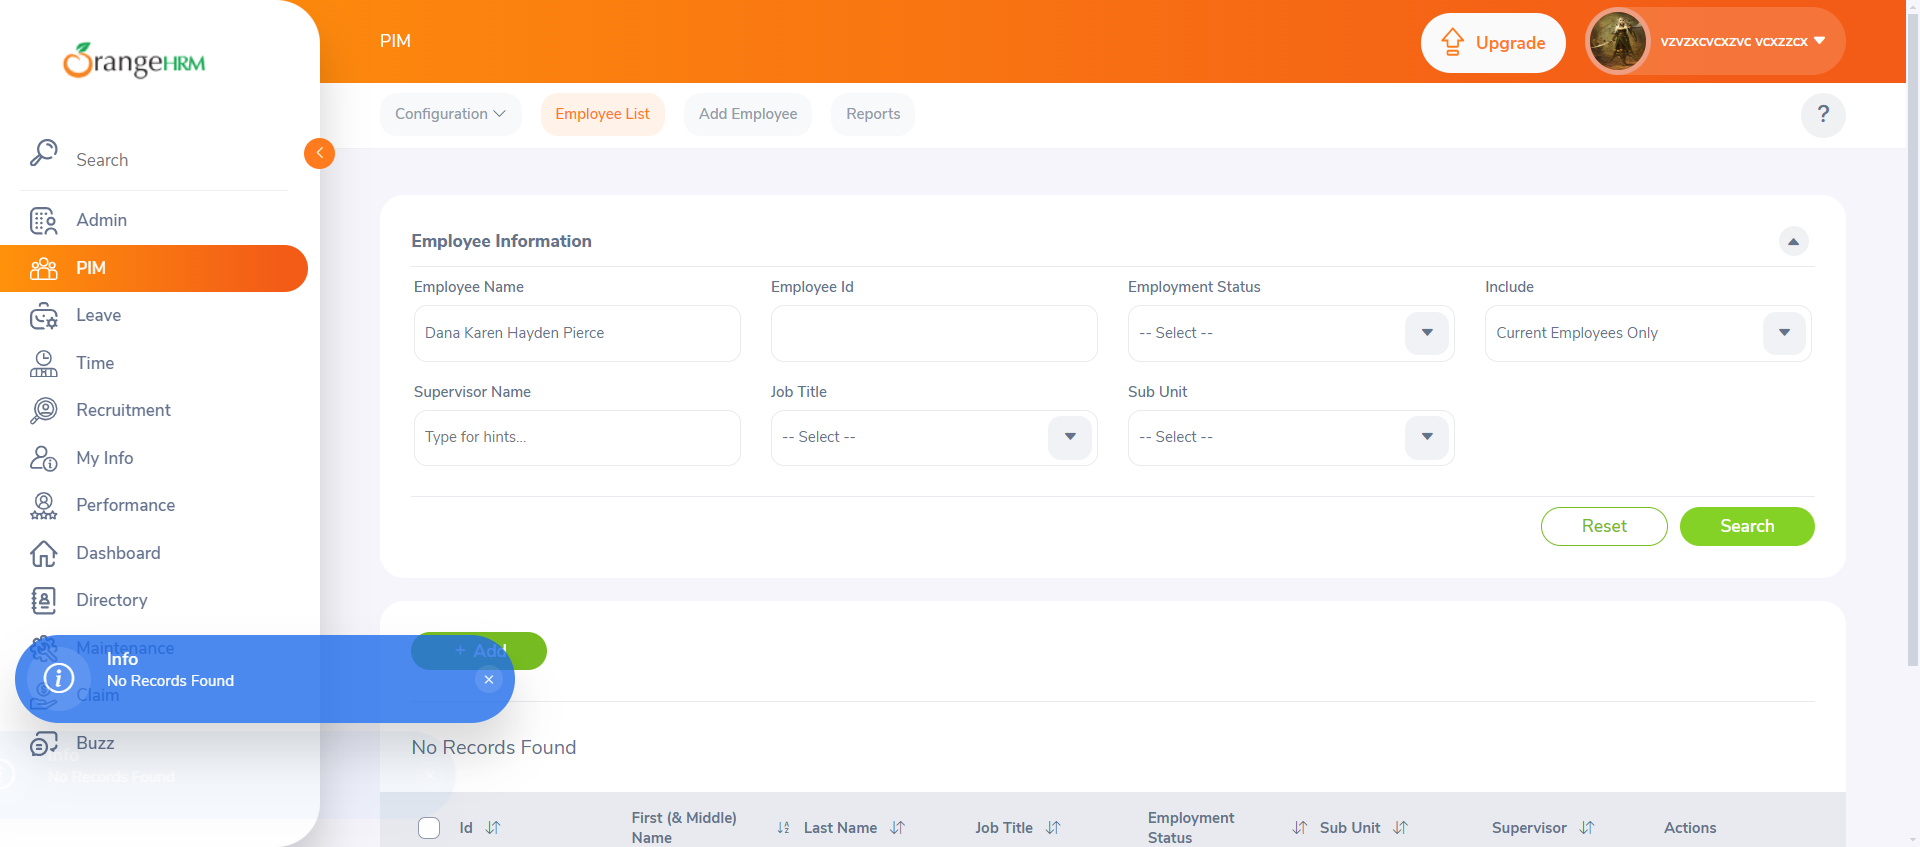 OrangeHRM
PIM
Upgrade
vzvzxcvcxzvc vcxzzcx
Configuration
Employee List
Add Employee
Reports
?
Search
Admin
PIM
Leave
Time
Recruitment
My Info
Performance
Dashboard
Directory
Maintenance
Claim
Buzz
Employee Information
Employee Name
Employee Id
Employment Status
Include
Dana Karen Hayden Pierce
-- Select --
Current Employees Only
Supervisor Name
Job Title
Sub Unit
Type for hints...
-- Select --
-- Select --
Reset
Search
+ Add
Info
No Records Found
×
Info
No Records Found
No Records Found
Id
First (& Middle)
Name
Last Name
Job Title
Employment
Status
Sub Unit
Supervisor
Actions